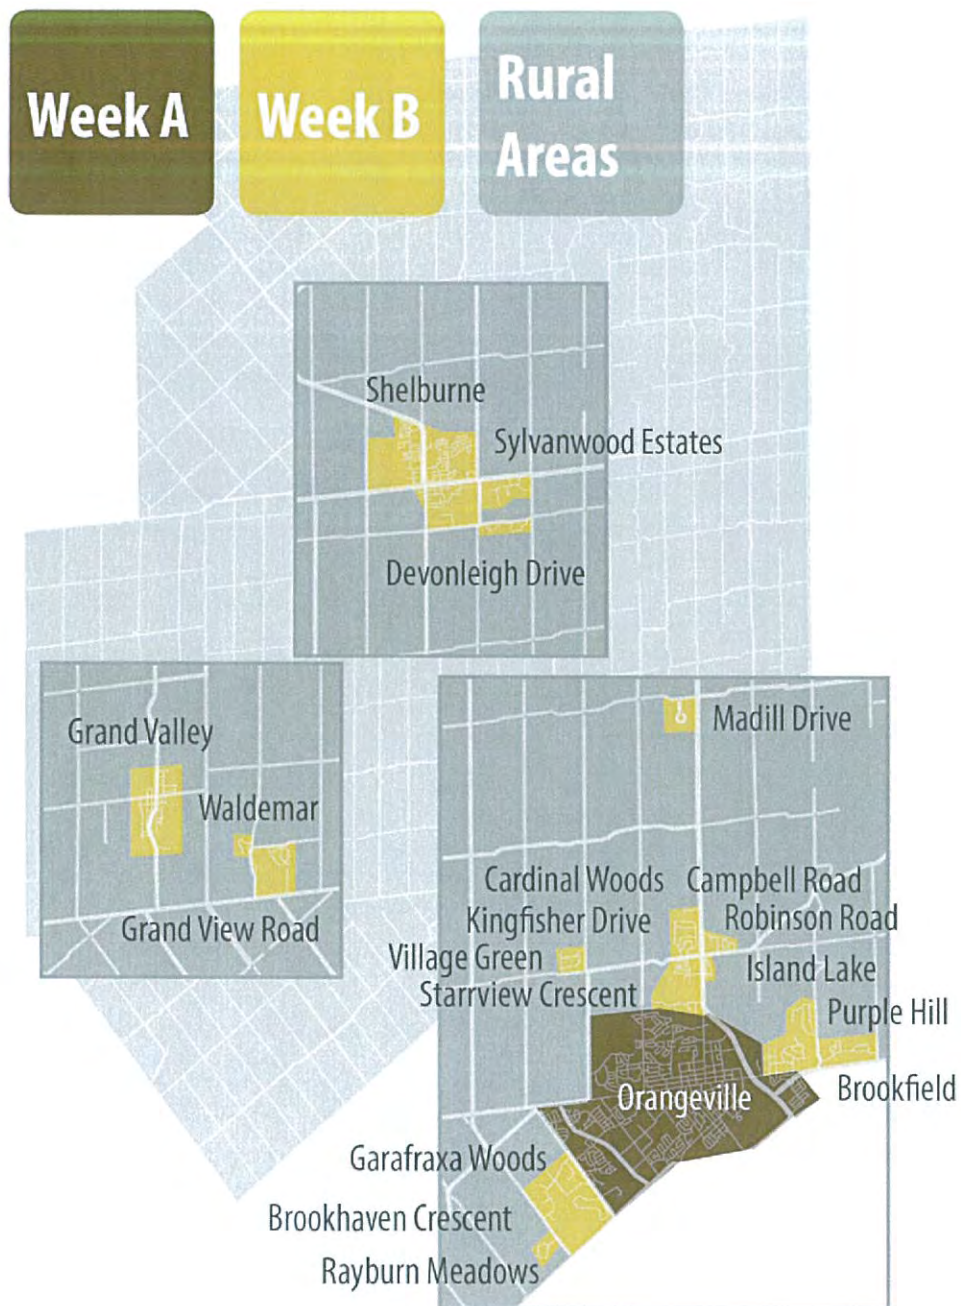 Week A
Week B
Rural
Areas
Shelburne
Sylvanwood Estates
Devonleigh Drive
Grand Valley
Waldemar
Grand View Road
Madill Drive
Cardinal Woods
Campbell Road
Kingfisher Drive
Robinson Road
Village Green
Island Lake
Starrview Crescent
Purple Hill
Orangeville
Brookfield
Garafraxa Woods
Brookhaven Crescent
Rayburn Meadows